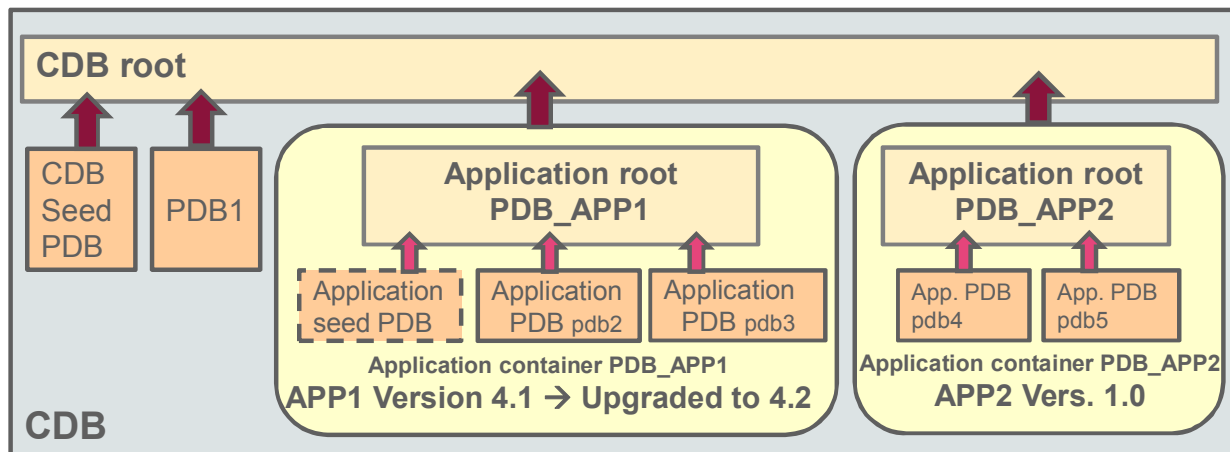 CDB root
CDB
Seed
PDB
PDB1
Application root
PDB_APP1
Application
seed PDB
Application
PDB pdb2
Application
PDB pdb3
Application container PDB_APP1
APP1 Version 4.1 → Upgraded to 4.2
Application root
PDB_APP2
App. PDB
pdb4
App. PDB
pdb5
Application container PDB_APP2
APP2 Vers. 1.0
CDB